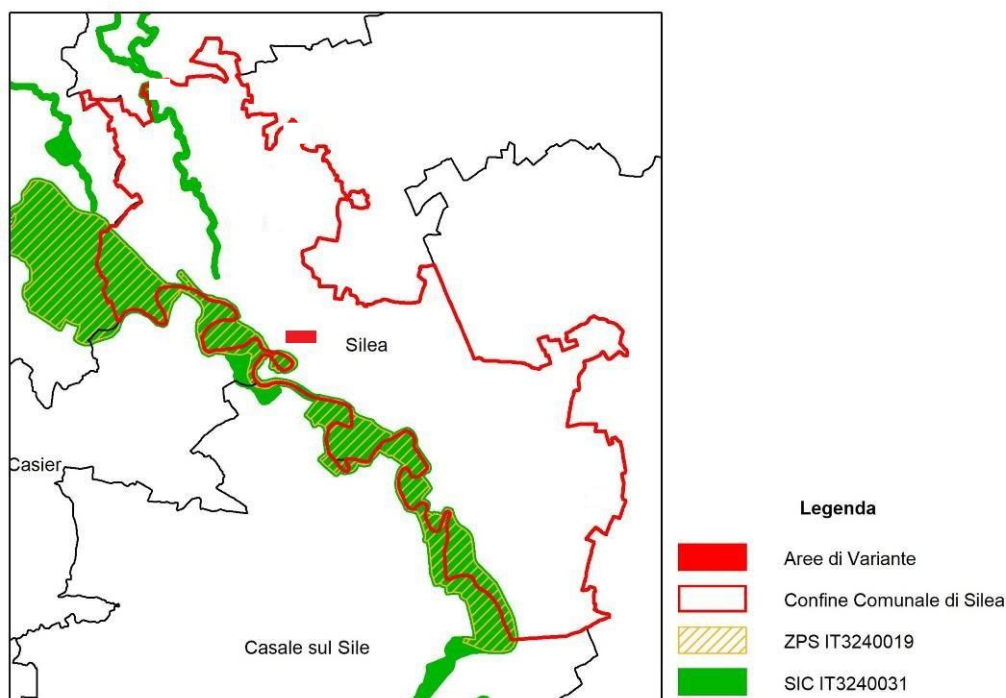 Silea
Casier
Casale sul Sile
Legenda
Aree di Variante
Confine Comunale di Silea
ZPS IT3240019
SIC IT3240031